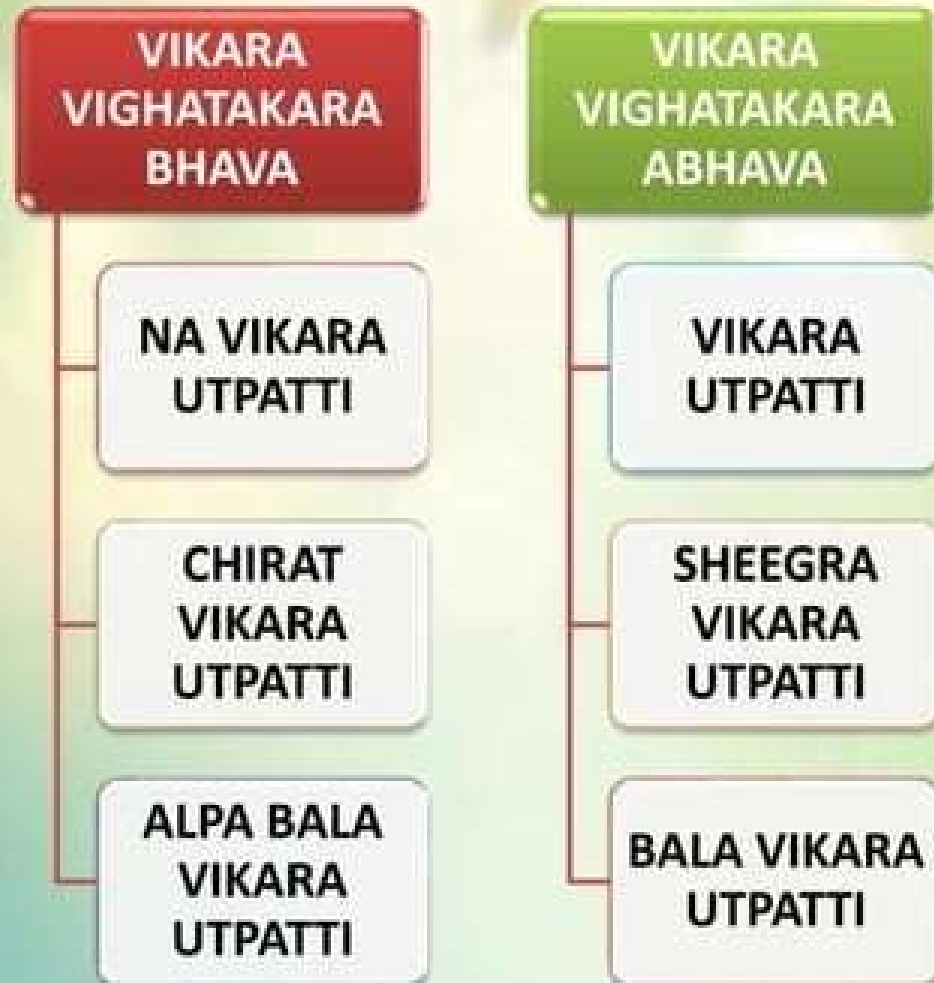 VIKARA
VIGHATAKARA
BHAVA
NA VIKARA
UTPATTI
CHIRAT
VIKARA
UTPATTI
ALPA BALA
VIKARA
UTPATTI
VIKARA
VIGHATAKARA
ABHAVA
VIKARA
UTPATTI
SHEEGRA
VIKARA
UTPATTI
BALA VIKARA
UTPATTI